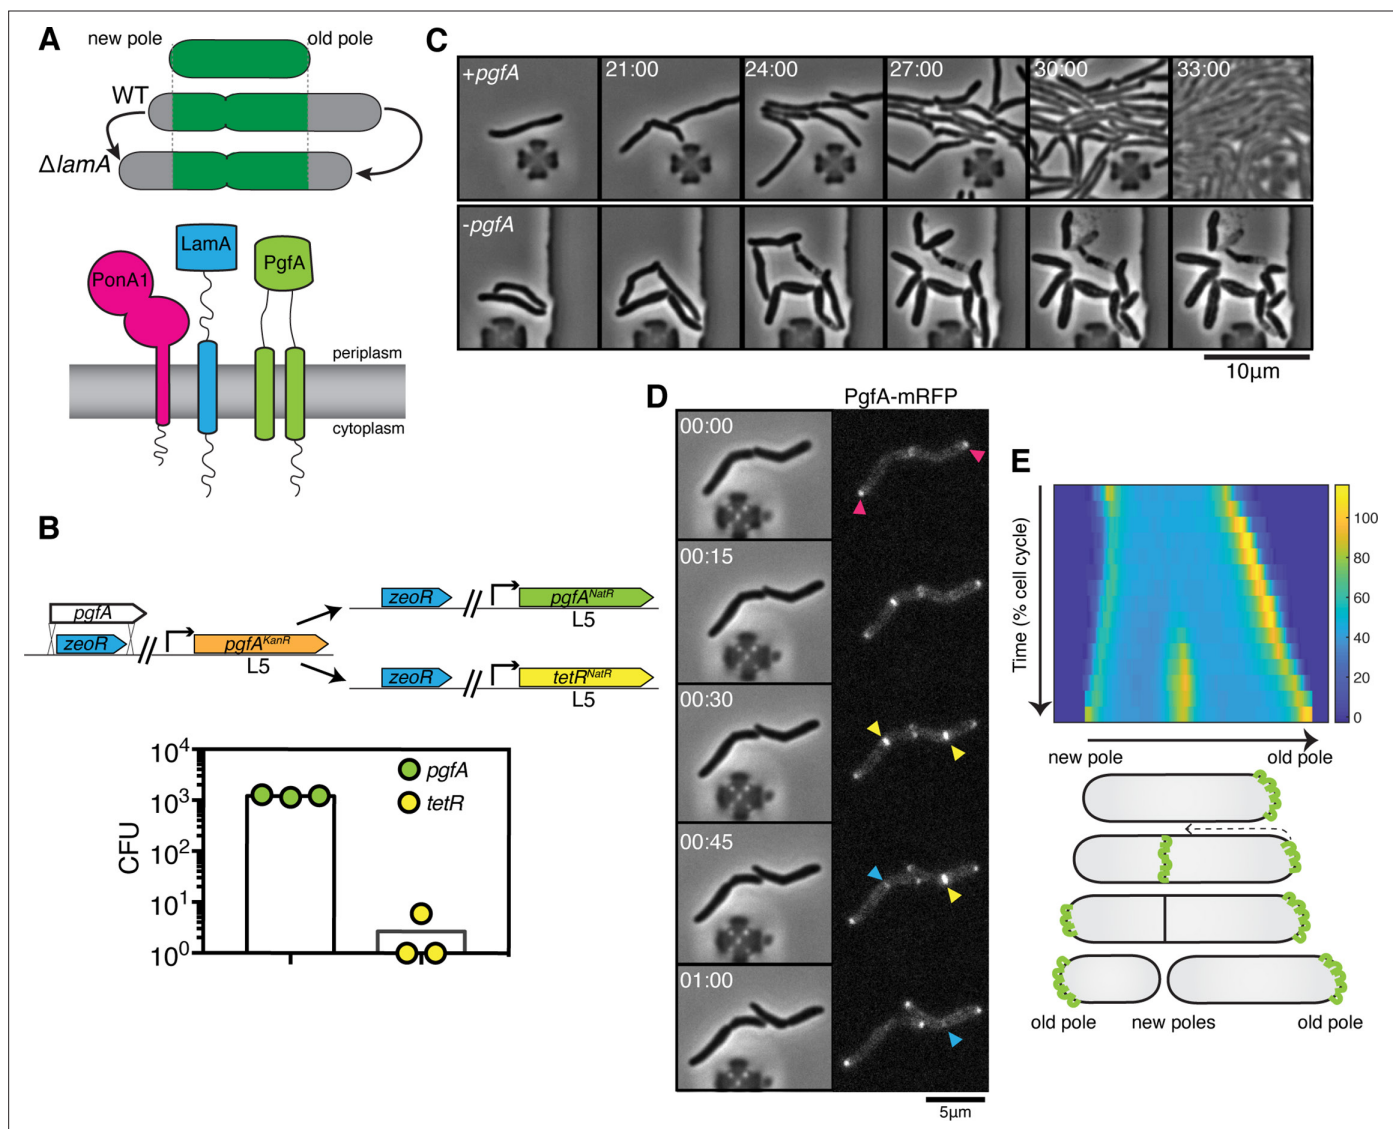 A
new pole
old pole
WT
ΔlamA
PonA1
LamA
PgfA
periplasm
cytoplasm
B
pgfA
zeoR
pgfA^KanR
L5
zeoR
pgfA^NatR
L5
zeoR
tetR^NatR
L5
CFU
10^4
10^3
10^2
10^1
10^0
pgfA
tetR
C
+pgfA
21:00
24:00
27:00
30:00
33:00
-pgfA
10µm
D
PgfA-mRFP
00:00
00:15
00:30
00:45
01:00
5µm
E
Time (% cell cycle)
100
80
60
40
20
0
new pole
old pole
old pole
new poles
old pole